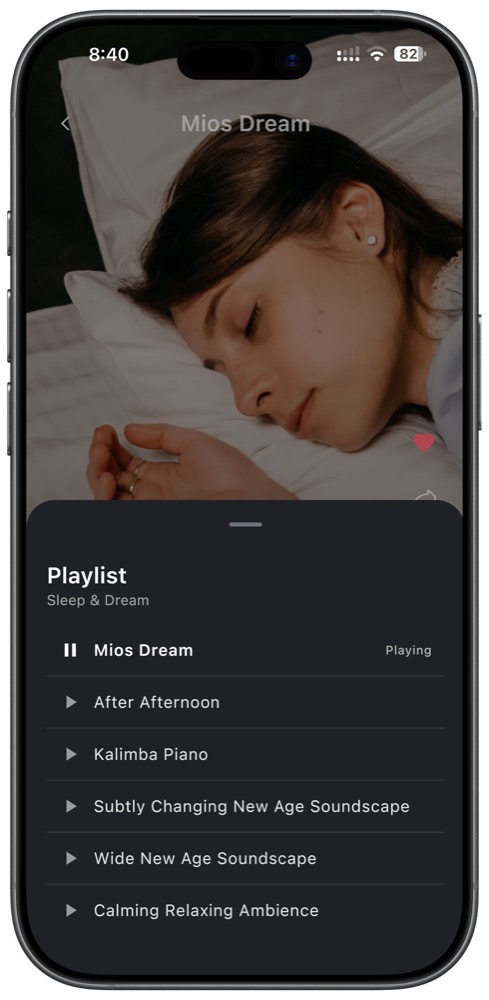 8:40
82
Mios Dream
Playlist
Sleep & Dream
Mios Dream Playing
After Afternoon
Kalimba Piano
Subtly Changing New Age Soundscape
Wide New Age Soundscape
Calming Relaxing Ambience